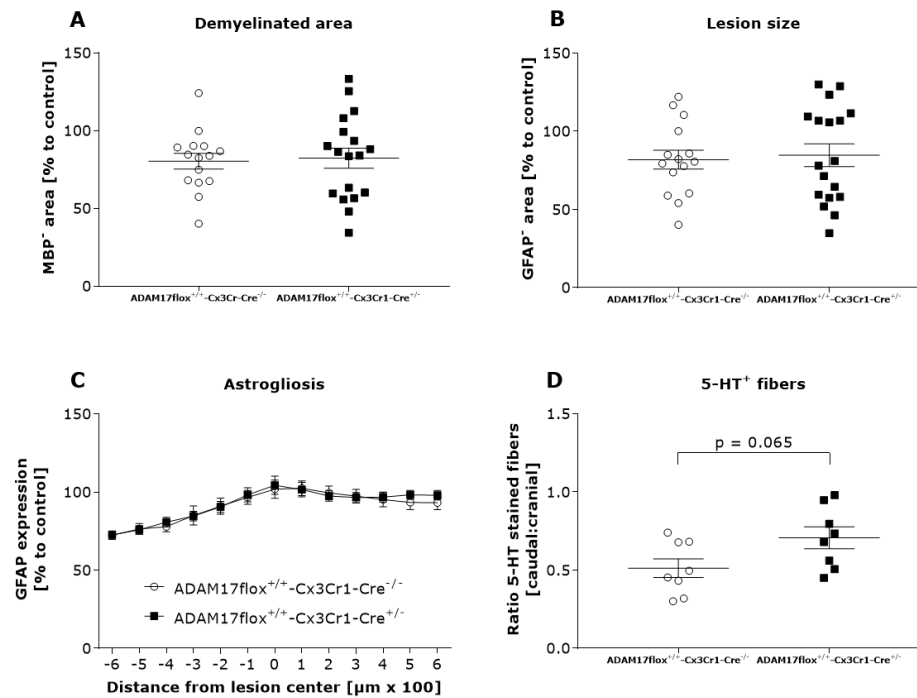 A
Demyelinated area
MBP⁻ area [% to control]
150
100
50
0
ADAM17flox⁺/⁺-Cx3Cr-Cre⁻/⁻
ADAM17flox⁺/⁺-Cx3Cr1-Cre⁺/⁻
B
Lesion size
GFAP⁻ area [% to control]
150
100
50
0
ADAM17flox⁺/⁺-Cx3Cr1-Cre⁻/⁻
ADAM17flox⁺/⁺-Cx3Cr1-Cre⁺/⁻
C
Astrogliosis
GFAP expression
[% to control]
150
100
50
0
ADAM17flox⁺/⁺-Cx3Cr1-Cre⁻/⁻
ADAM17flox⁺/⁺-Cx3Cr1-Cre⁺/⁻
-6 -5 -4 -3 -2 -1 0 1 2 3 4 5 6
Distance from lesion center [µm x 100]
D
5-HT⁺ fibers
Ratio 5-HT stained fibers
[caudal:cranial]
1.5
1.0
0.5
0.0
p = 0.065
ADAM17flox⁺/⁺-Cx3Cr1-Cre⁻/⁻
ADAM17flox⁺/⁺-Cx3Cr1-Cre⁺/⁻